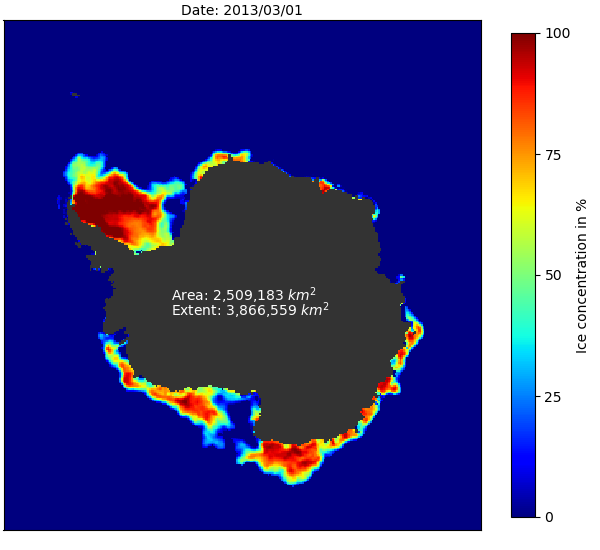 Date: 2013/03/01
Area: 2,509,183 km²
Extent: 3,866,559 km²
100
75
50
25
0
Ice concentration in %